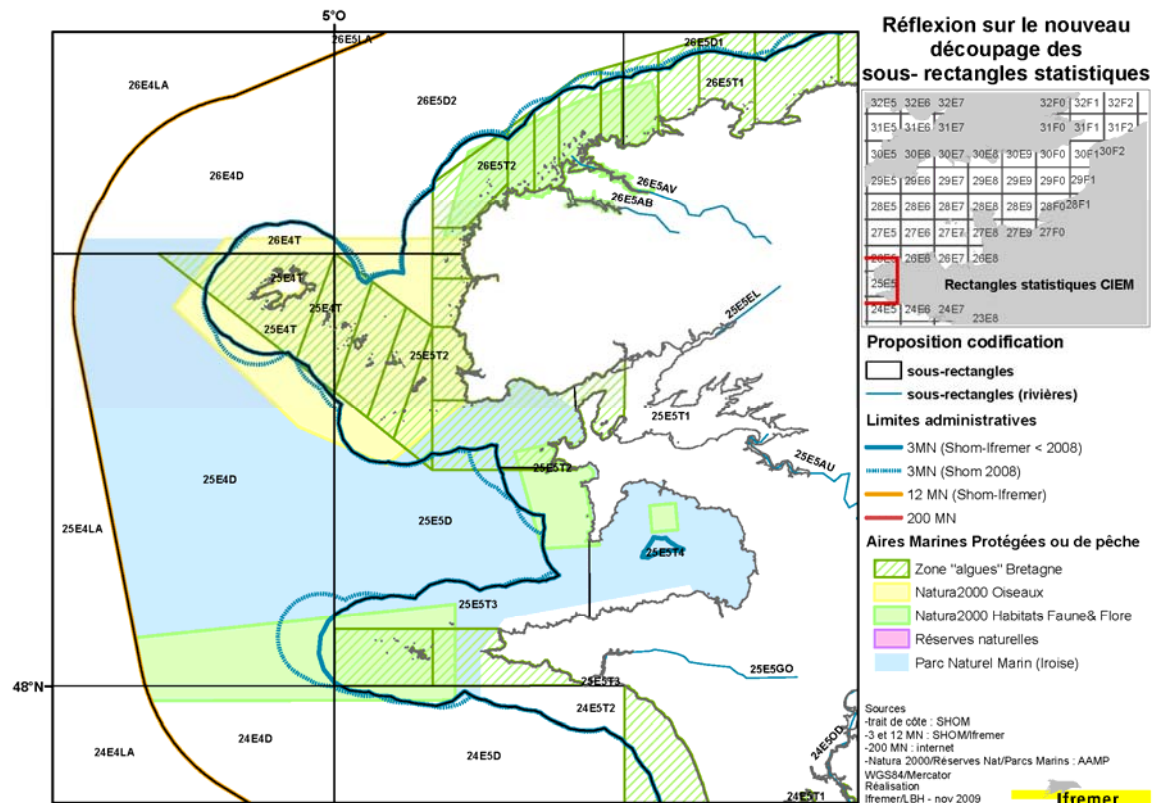 5°O
26E5LA
26E5D1
26E4LA
26E5D2
26E5T1
26E5T2
26E4D
26E5AV
26E5AB
26E4T
25E4T
25E5EL
25E4T
25E4T
25E5T2
25E5T1
25E5T2
25E5AU
25E4D
25E4LA
25E5D
25E5T4
25E5T3
25E5GO
25E5T3
48°N
24E5T2
24E4D
24E4LA
24E5D
24E5OD
24E5T1
Réflexion sur le nouveau
découpage des
sous- rectangles statistiques
32E5 32E6 32E7 32F0 32F1 32F2
31E5 31E6 31E7 31F0 31F1 31F2
30E5 30E6 30E7 30E8 30E9 30F0 30F1 30F2
29E5 29E6 29E7 29E8 29E9 29F0 29F1
28E5 28E6 28E7 28E8 28E9 28F0 28F1
27E5 27E6 27E7 27E8 27E9 27F0
26E5 26E6 26E7 26E8
25E5 Rectangles statistiques CIEM
24E5 24E6 24E7
23E8
Proposition codification
sous-rectangles
sous-rectangles (rivières)
Limites administratives
3MN (Shom-Ifremer < 2008)
3MN (Shom 2008)
12 MN (Shom-Ifremer)
200 MN
Aires Marines Protégées ou de pêche
Zone "algues" Bretagne
Natura2000 Oiseaux
Natura2000 Habitats Faune& Flore
Réserves naturelles
Parc Naturel Marin (Iroise)
Sources
-trait de côte : SHOM
-3 et 12 MN : SHOM/Ifremer
-200 MN : internet
-Natura 2000/Réserves Nat/Parcs Marins : AAMP
WGS84/Mercator
Réalisation
Ifremer/LBH - nov 2009
Ifremer